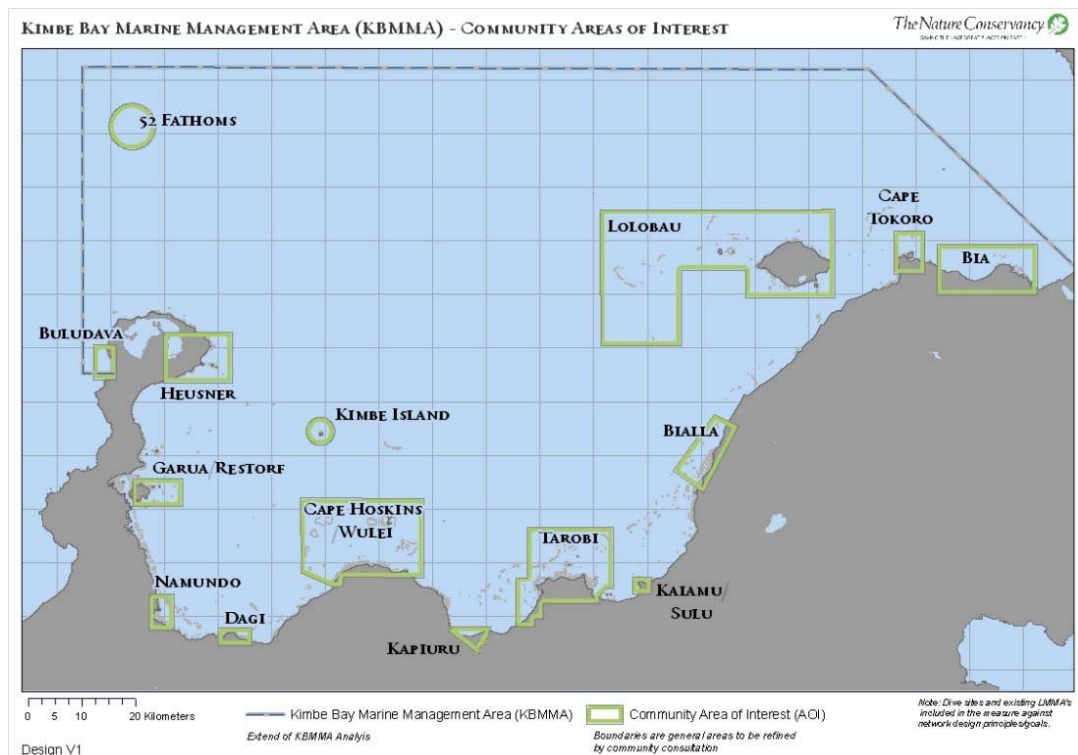 KIMBE BAY MARINE MANAGEMENT AREA (KBMMA) - COMMUNITY AREAS OF INTEREST
The Nature Conservancy
52 FATHOMS
CAPE
TOKORO
LOLOBAU
BIA
BULUDAVA
HEUSNER
KIMBE ISLAND
BIALLA
GARUA/RESTORF
CAPE HOSKINS
/WULEI
TAROBI
NAMUNDO
KAIAMU/
SULU
DAGI
KAPIURU
0 5 10 20 Kilometers
Kimbe Bay Marine Management Area (KBMMA)
Extend of KBMMA Analyis
Community Area of Interest (AOI)
Boundaries are general areas to be refined
by community consultation
Note: Dive sites and existing LMMA's
included in the measure against
network design principles/goals.
Design V1